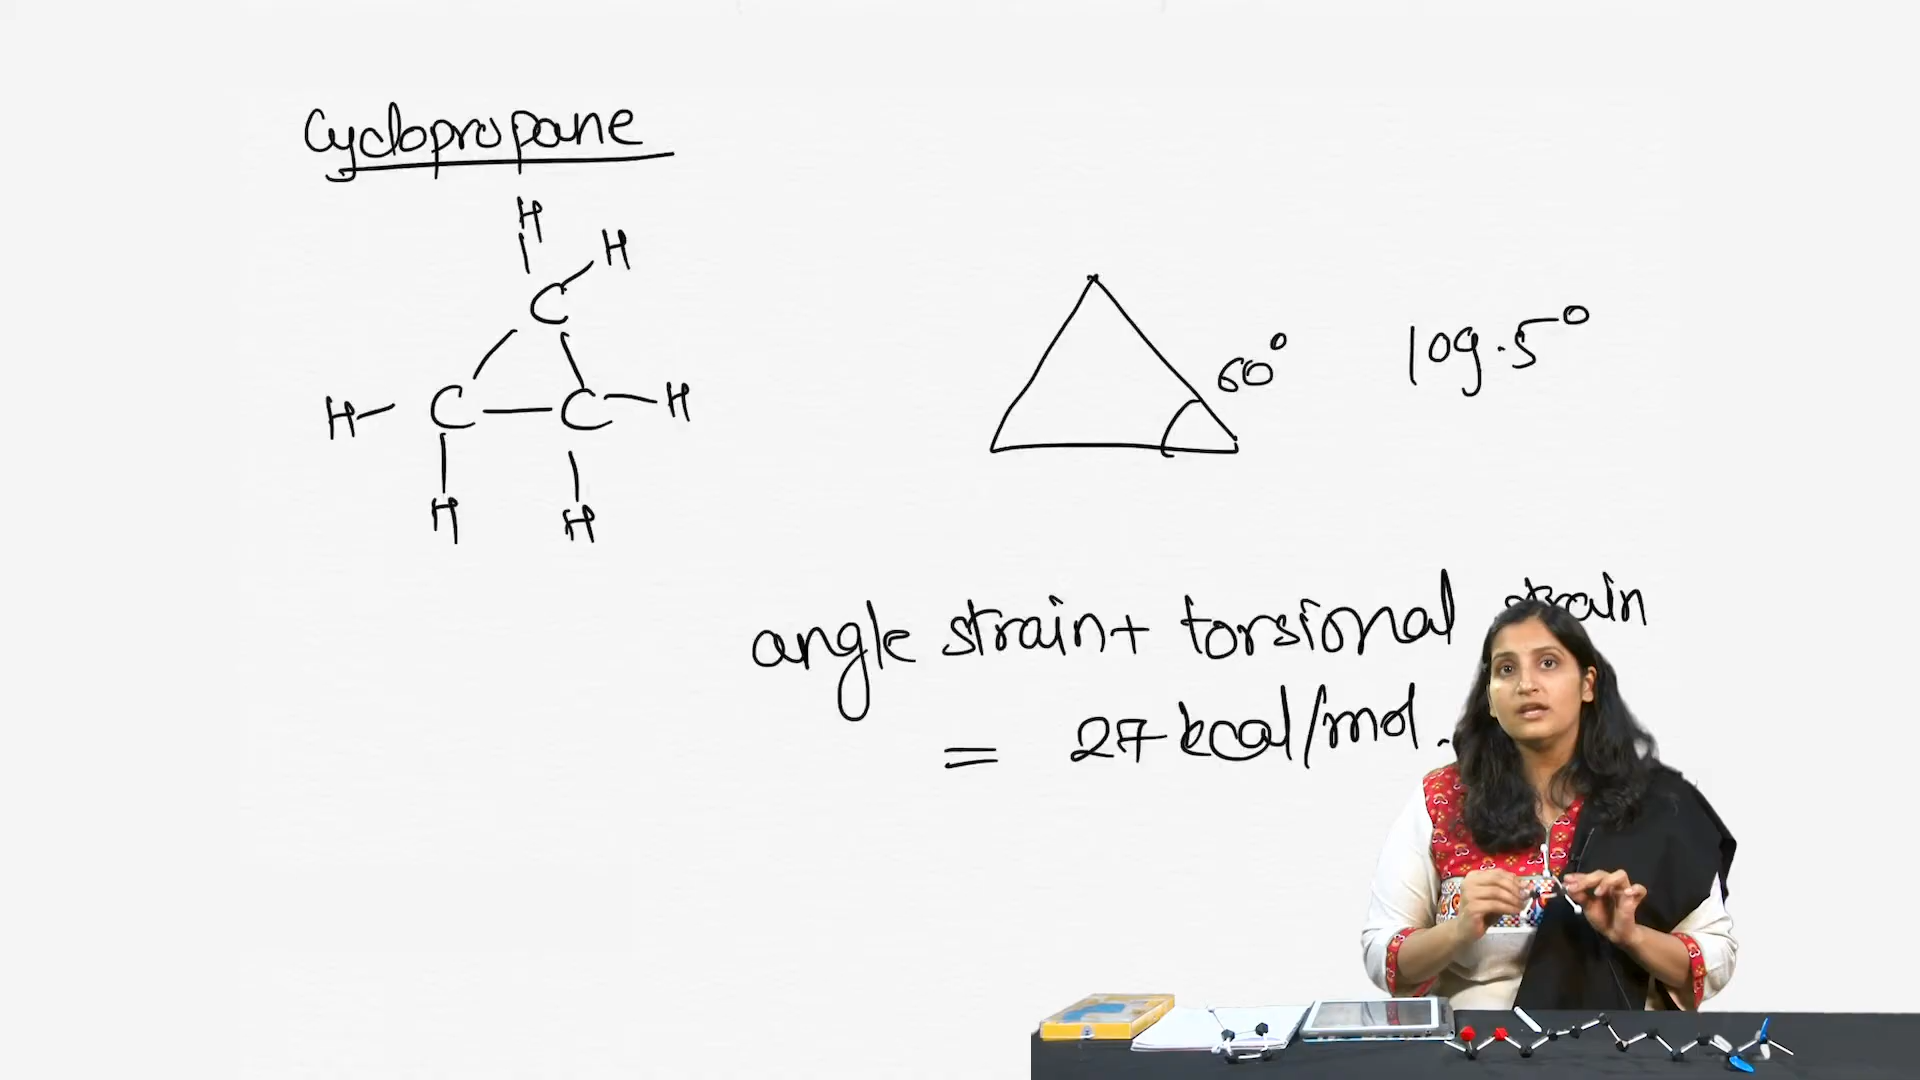 Cyclopropane
H
H
C
H C C H
H H
60°
109.5°
angle strain + torsional strain
= 27 kcal/mol.